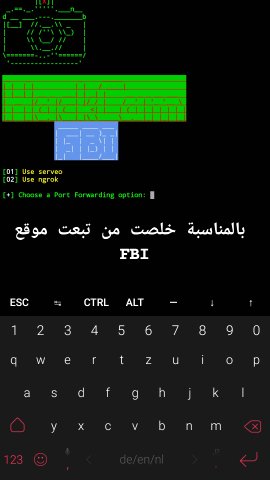 [X]
FBI
[01] Use serveo
[02] Use ngrok
[+] Choose a Port Forwarding option:
بالمناسبة خلصت من تبعت موقع
FBI
ESC ↹ CTRL ALT – ↓ ↑
1 2 3 4 5 6 7 8 9 0
q w e r t z u i o p
a s d f g h j k l
y x c v b n m
123 , de/en/nl .